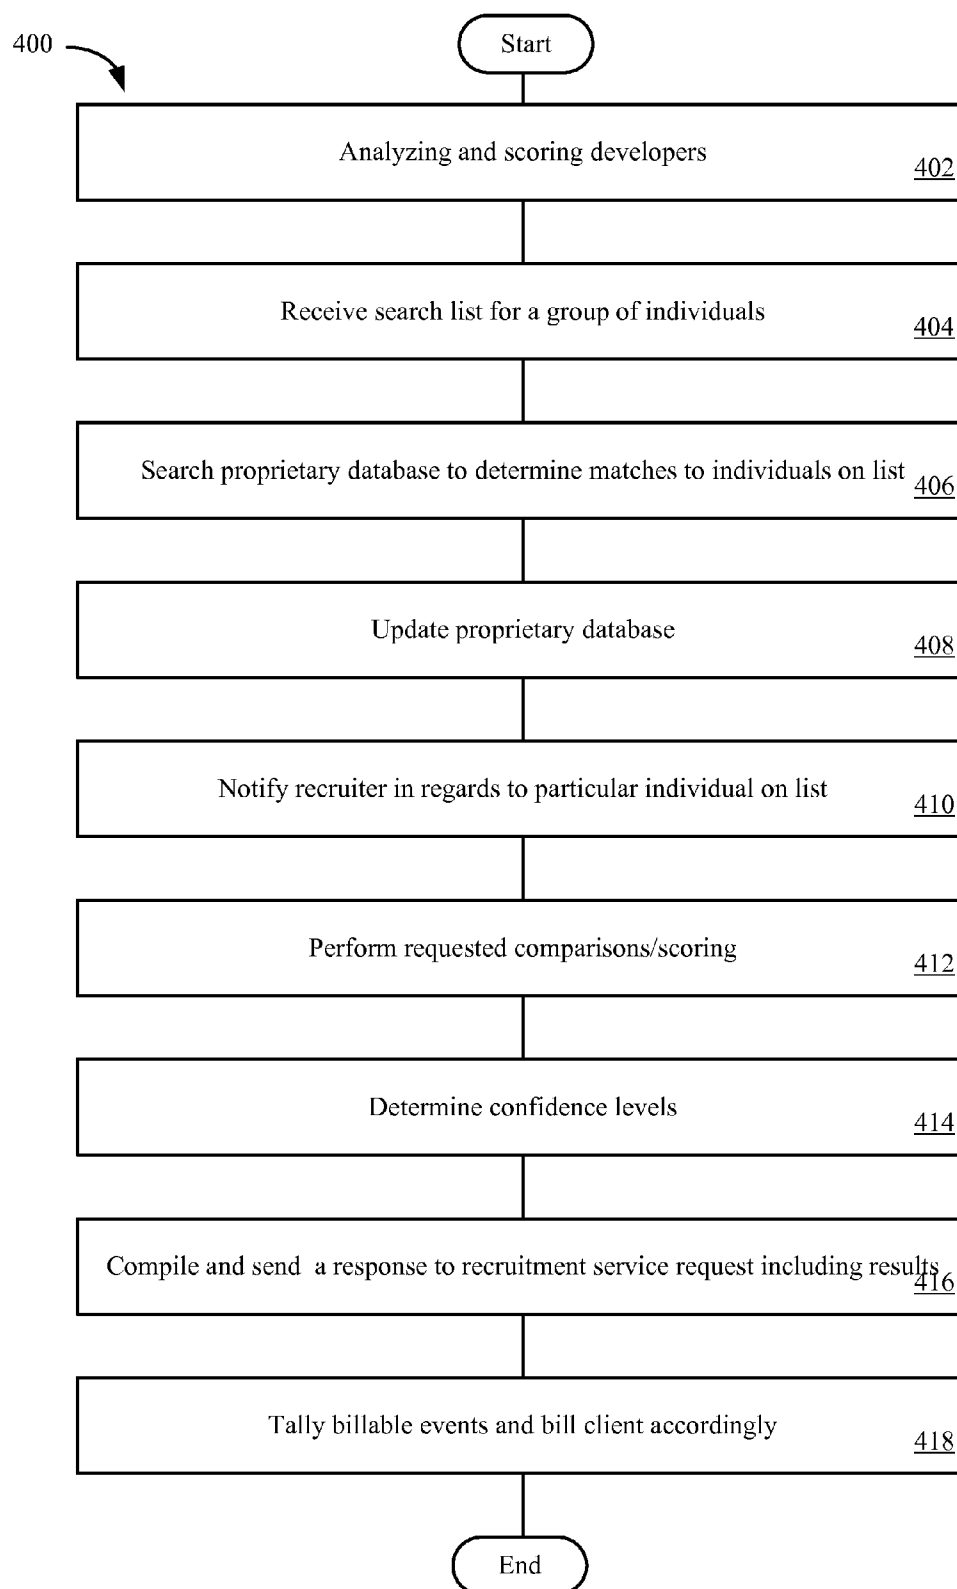 400
Start
Analyzing and scoring developers
402
Receive search list for a group of individuals
404
Search proprietary database to determine matches to individuals on list
406
Update proprietary database
408
Notify recruiter in regards to particular individual on list
410
Perform requested comparisons/scoring
412
Determine confidence levels
414
Compile and send  a response to recruitment service request including results
416
Tally billable events and bill client accordingly
418
End